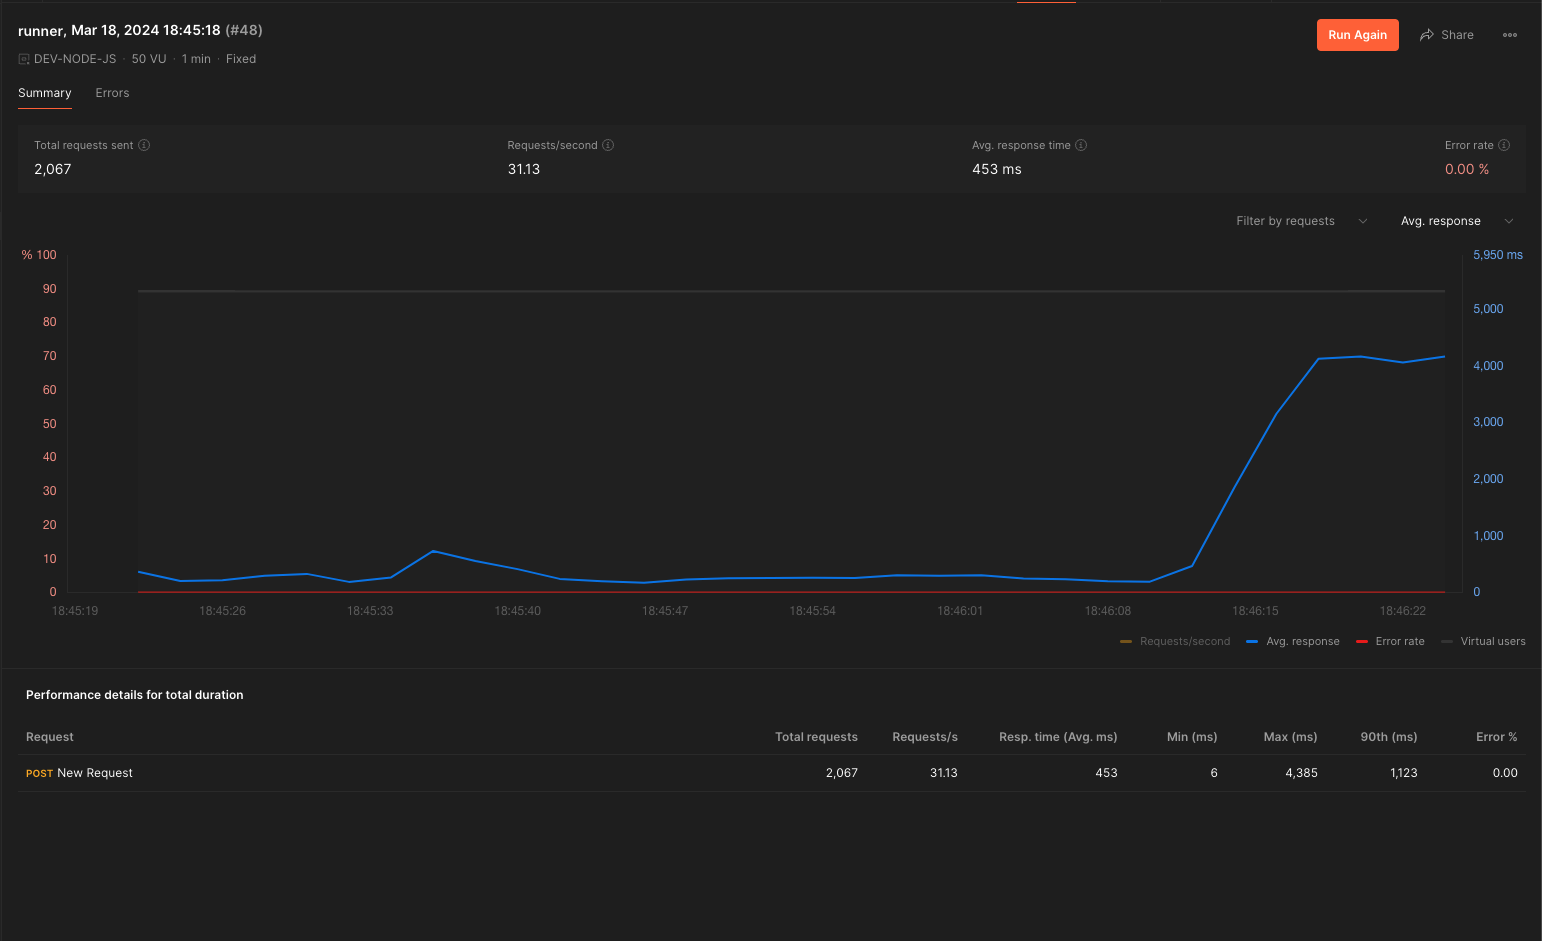 runner, Mar 18, 2024 18:45:18 (#48)
Run Again
Share
DEV-NODE-JS · 50 VU · 1 min · Fixed
Summary
Errors
Total requests sent
Requests/second
Avg. response time
Error rate
2,067
31.13
453 ms
0.00 %
Filter by requests
Avg. response
% 100
90
80
70
60
50
40
30
20
10
0
5,950 ms
5,000
4,000
3,000
2,000
1,000
0
18:45:19 18:45:26 18:45:33 18:45:40 18:45:47 18:45:54 18:46:01 18:46:08 18:46:15 18:46:22
Requests/second Avg. response Error rate Virtual users
Performance details for total duration
Request Total requests Requests/s Resp. time (Avg. ms) Min (ms) Max (ms) 90th (ms) Error %
POST New Request 2,067 31.13 453 6 4,385 1,123 0.00